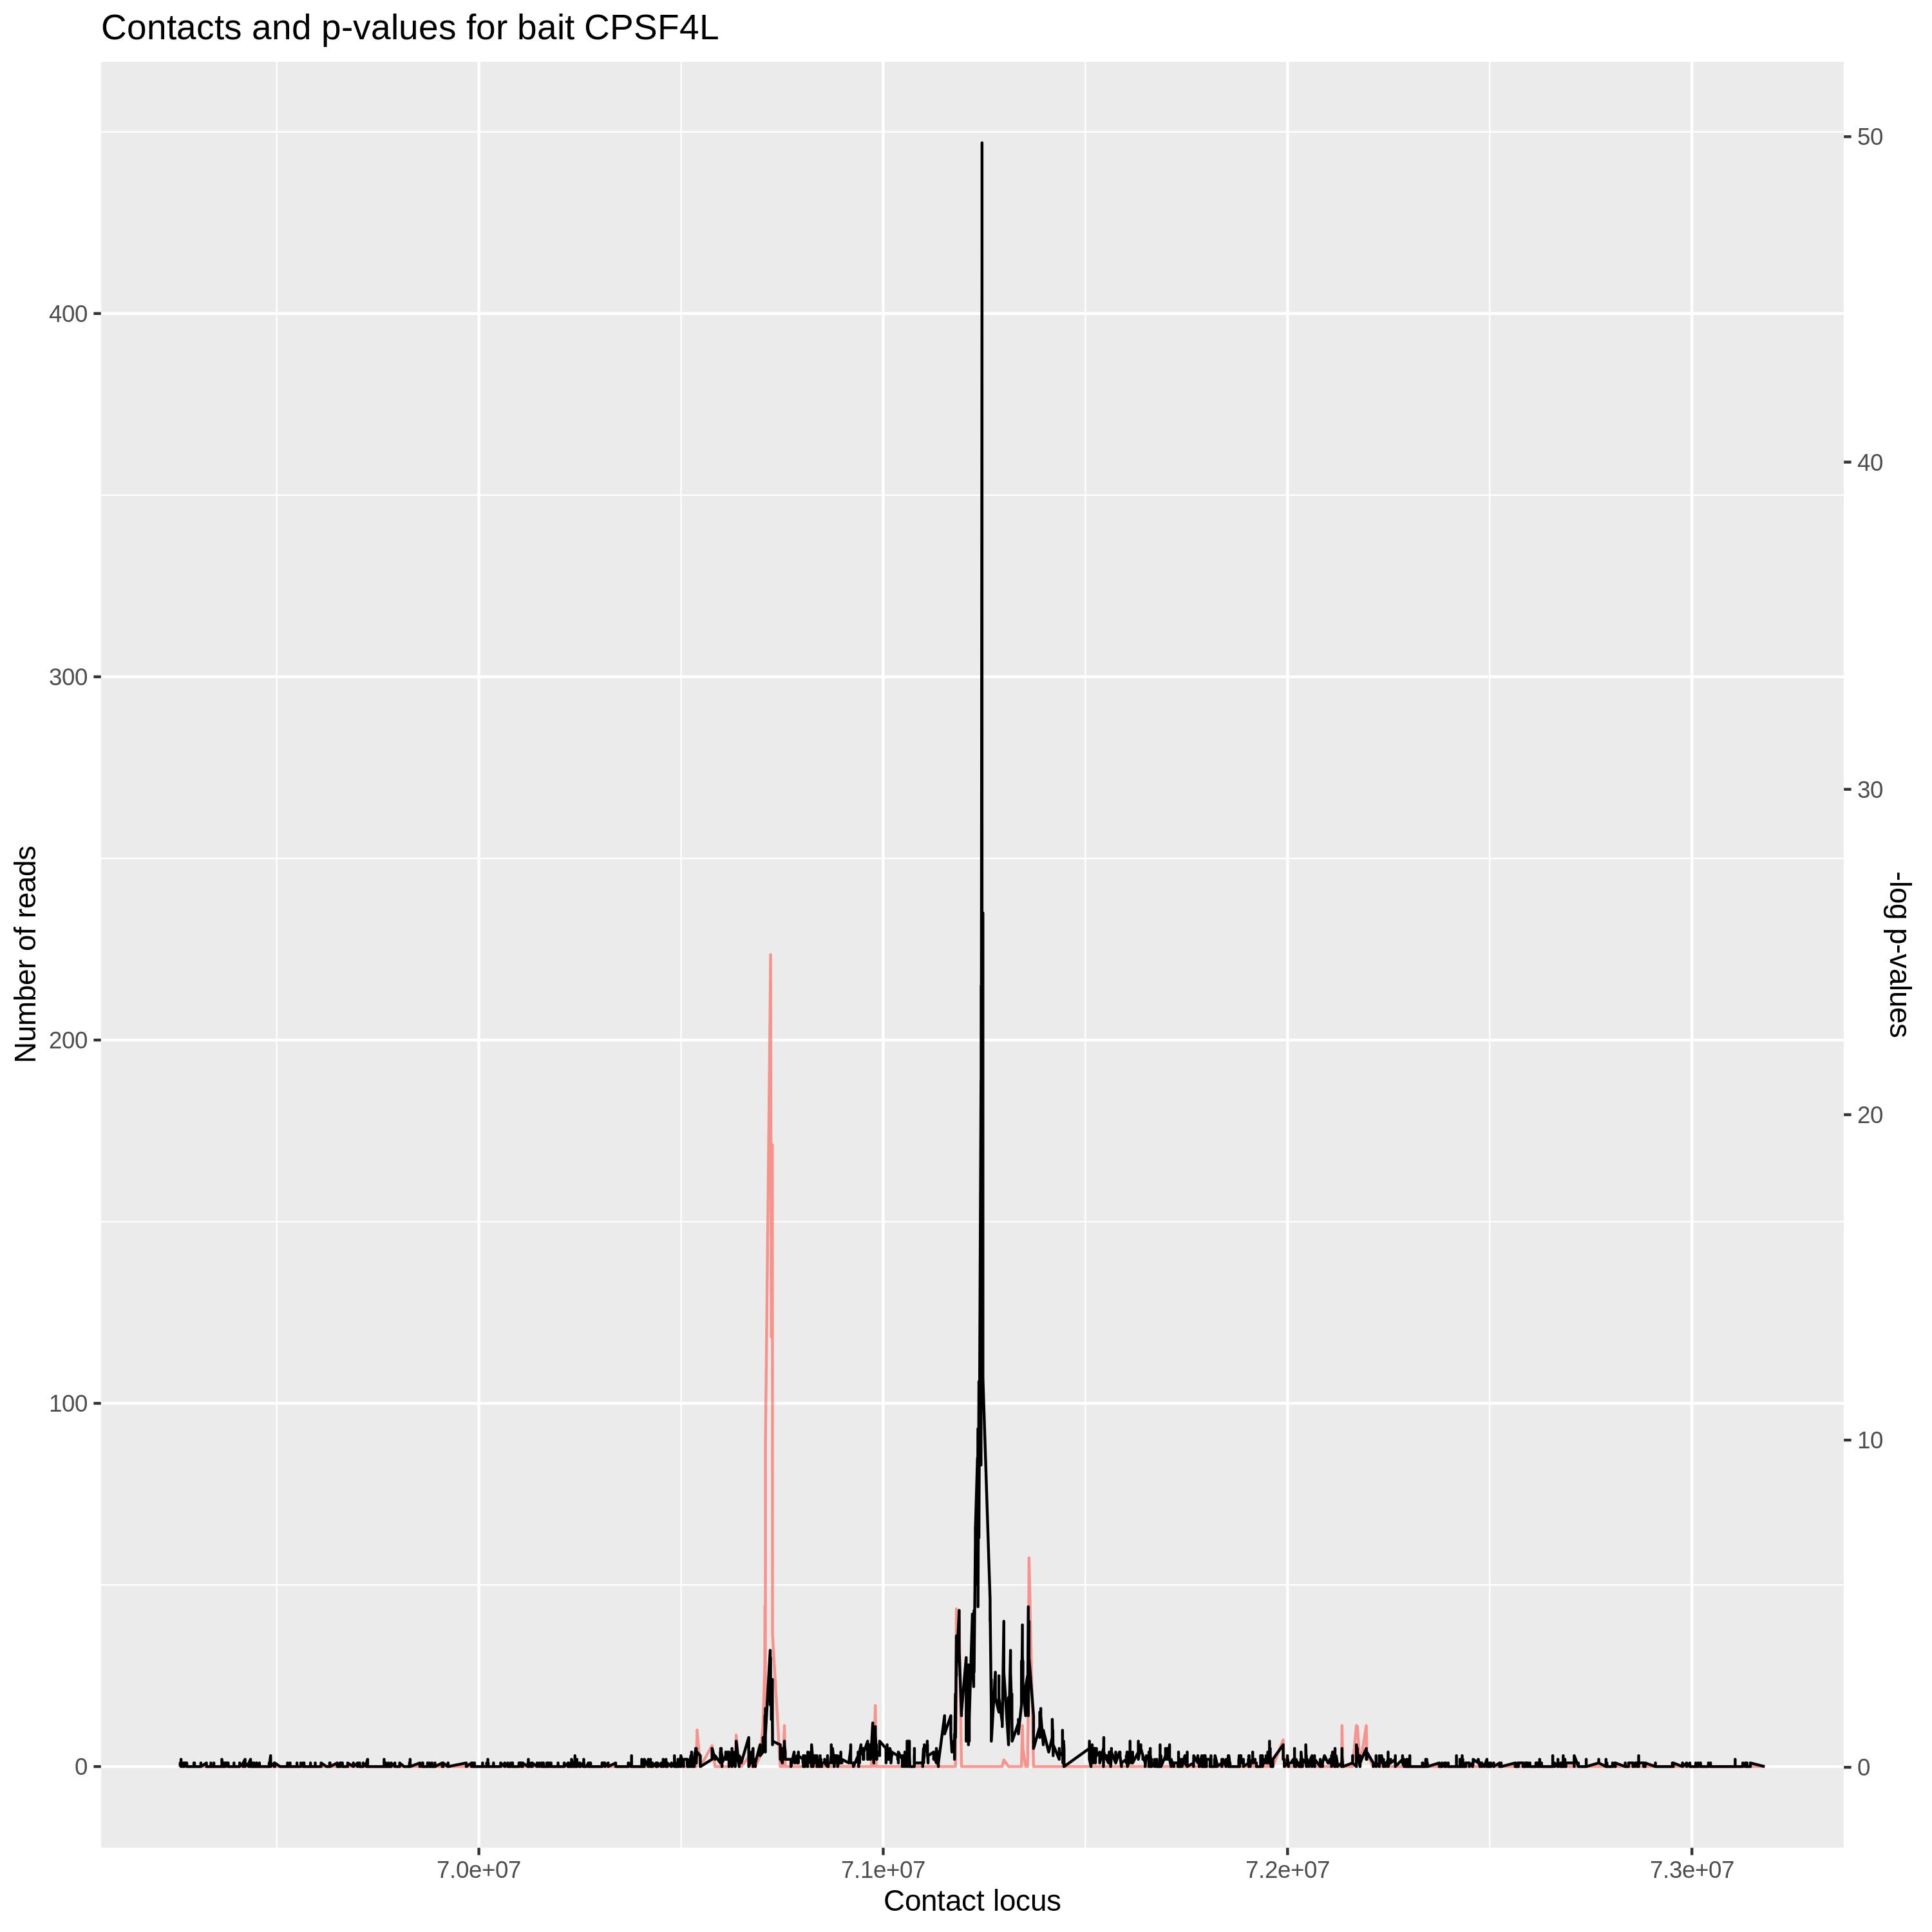 Contacts and p-values for bait CPSF4L
Number of reads
400
300
200
100
0
50
40
30
20
10
0
-log p-values
7.0e+07
7.1e+07
7.2e+07
7.3e+07
Contact locus